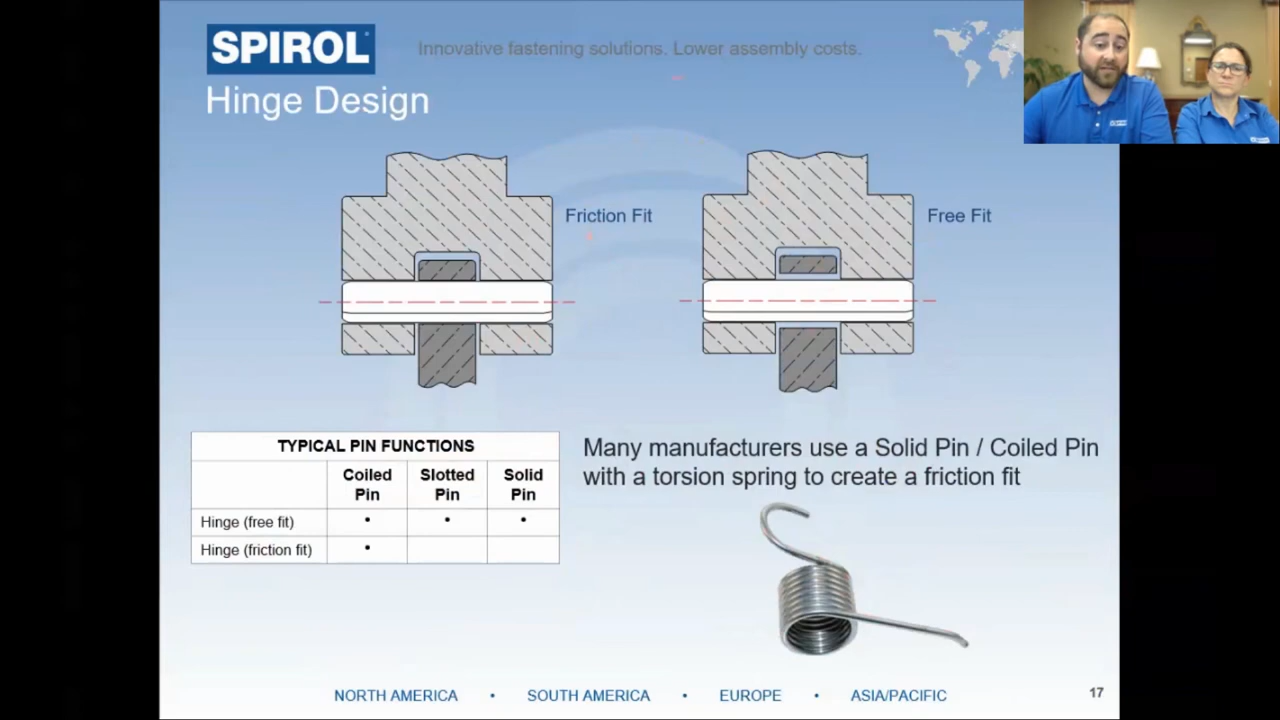 SPIROL
Innovative fastening solutions. Lower assembly costs.
Hinge Design
Friction Fit
Free Fit
TYPICAL PIN FUNCTIONS
Coiled Pin
Slotted Pin
Solid Pin
Hinge (free fit) • • •
Hinge (friction fit) •
Many manufacturers use a Solid Pin / Coiled Pin
with a torsion spring to create a friction fit
NORTH AMERICA • SOUTH AMERICA • EUROPE • ASIA/PACIFIC
17